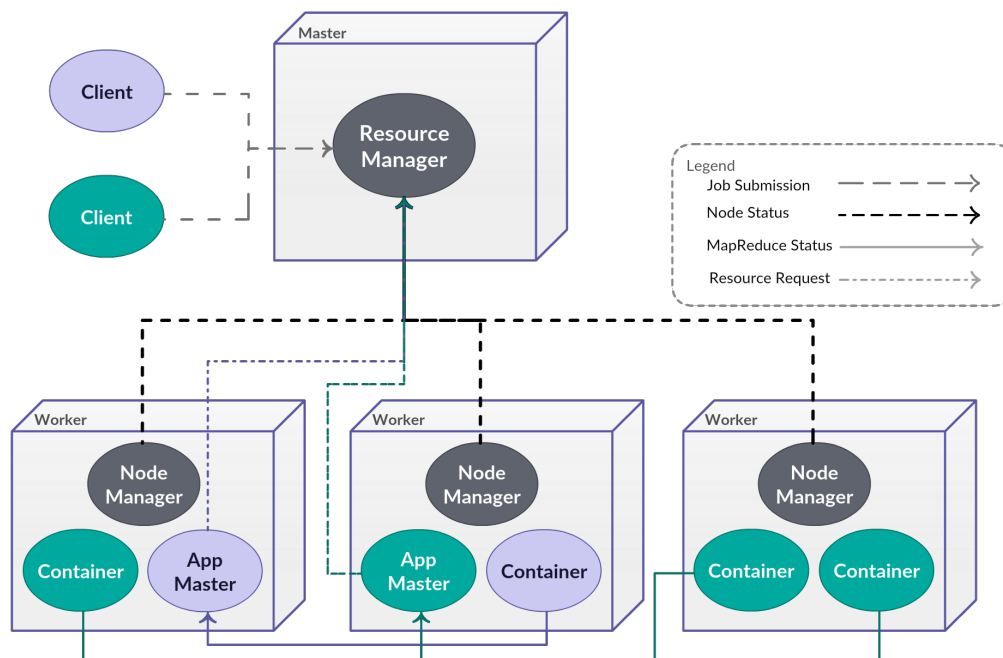 Master
Client
Resource
Manager
Client
Legend
Job Submission
Node Status
MapReduce Status
Resource Request
Worker
Node
Manager
Container
App
Master
Worker
Node
Manager
App
Master
Container
Worker
Node
Manager
Container
Container